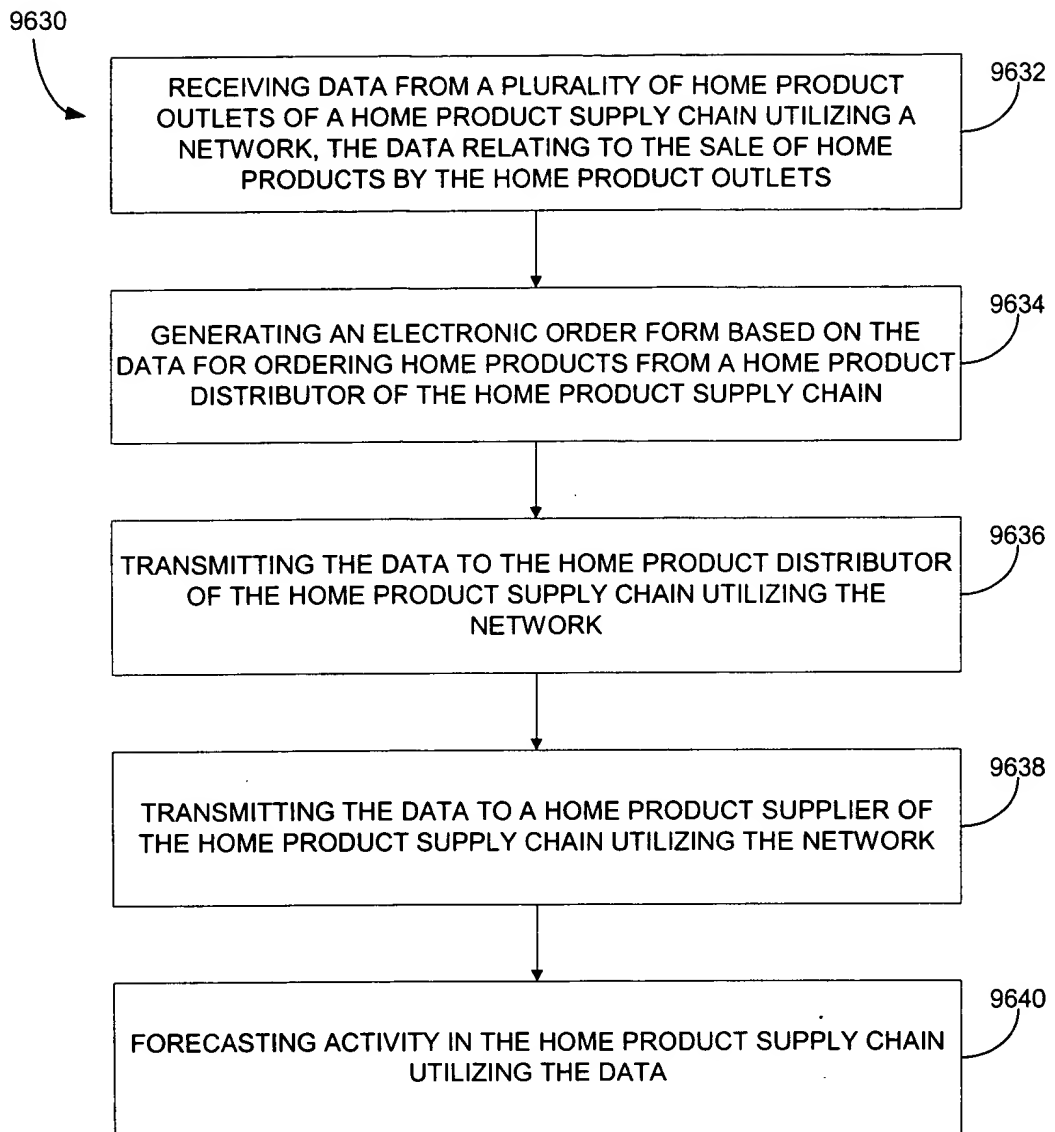 9630
9632
RECEIVING DATA FROM A PLURALITY OF HOME PRODUCT
OUTLETS OF A HOME PRODUCT SUPPLY CHAIN UTILIZING A
NETWORK, THE DATA RELATING TO THE SALE OF HOME
PRODUCTS BY THE HOME PRODUCT OUTLETS
9634
GENERATING AN ELECTRONIC ORDER FORM BASED ON THE
DATA FOR ORDERING HOME PRODUCTS FROM A HOME PRODUCT
DISTRIBUTOR OF THE HOME PRODUCT SUPPLY CHAIN
9636
TRANSMITTING THE DATA TO THE HOME PRODUCT DISTRIBUTOR
OF THE HOME PRODUCT SUPPLY CHAIN UTILIZING THE
NETWORK
9638
TRANSMITTING THE DATA TO A HOME PRODUCT SUPPLIER OF
THE HOME PRODUCT SUPPLY CHAIN UTILIZING THE NETWORK
9640
FORECASTING ACTIVITY IN THE HOME PRODUCT SUPPLY CHAIN
UTILIZING THE DATA